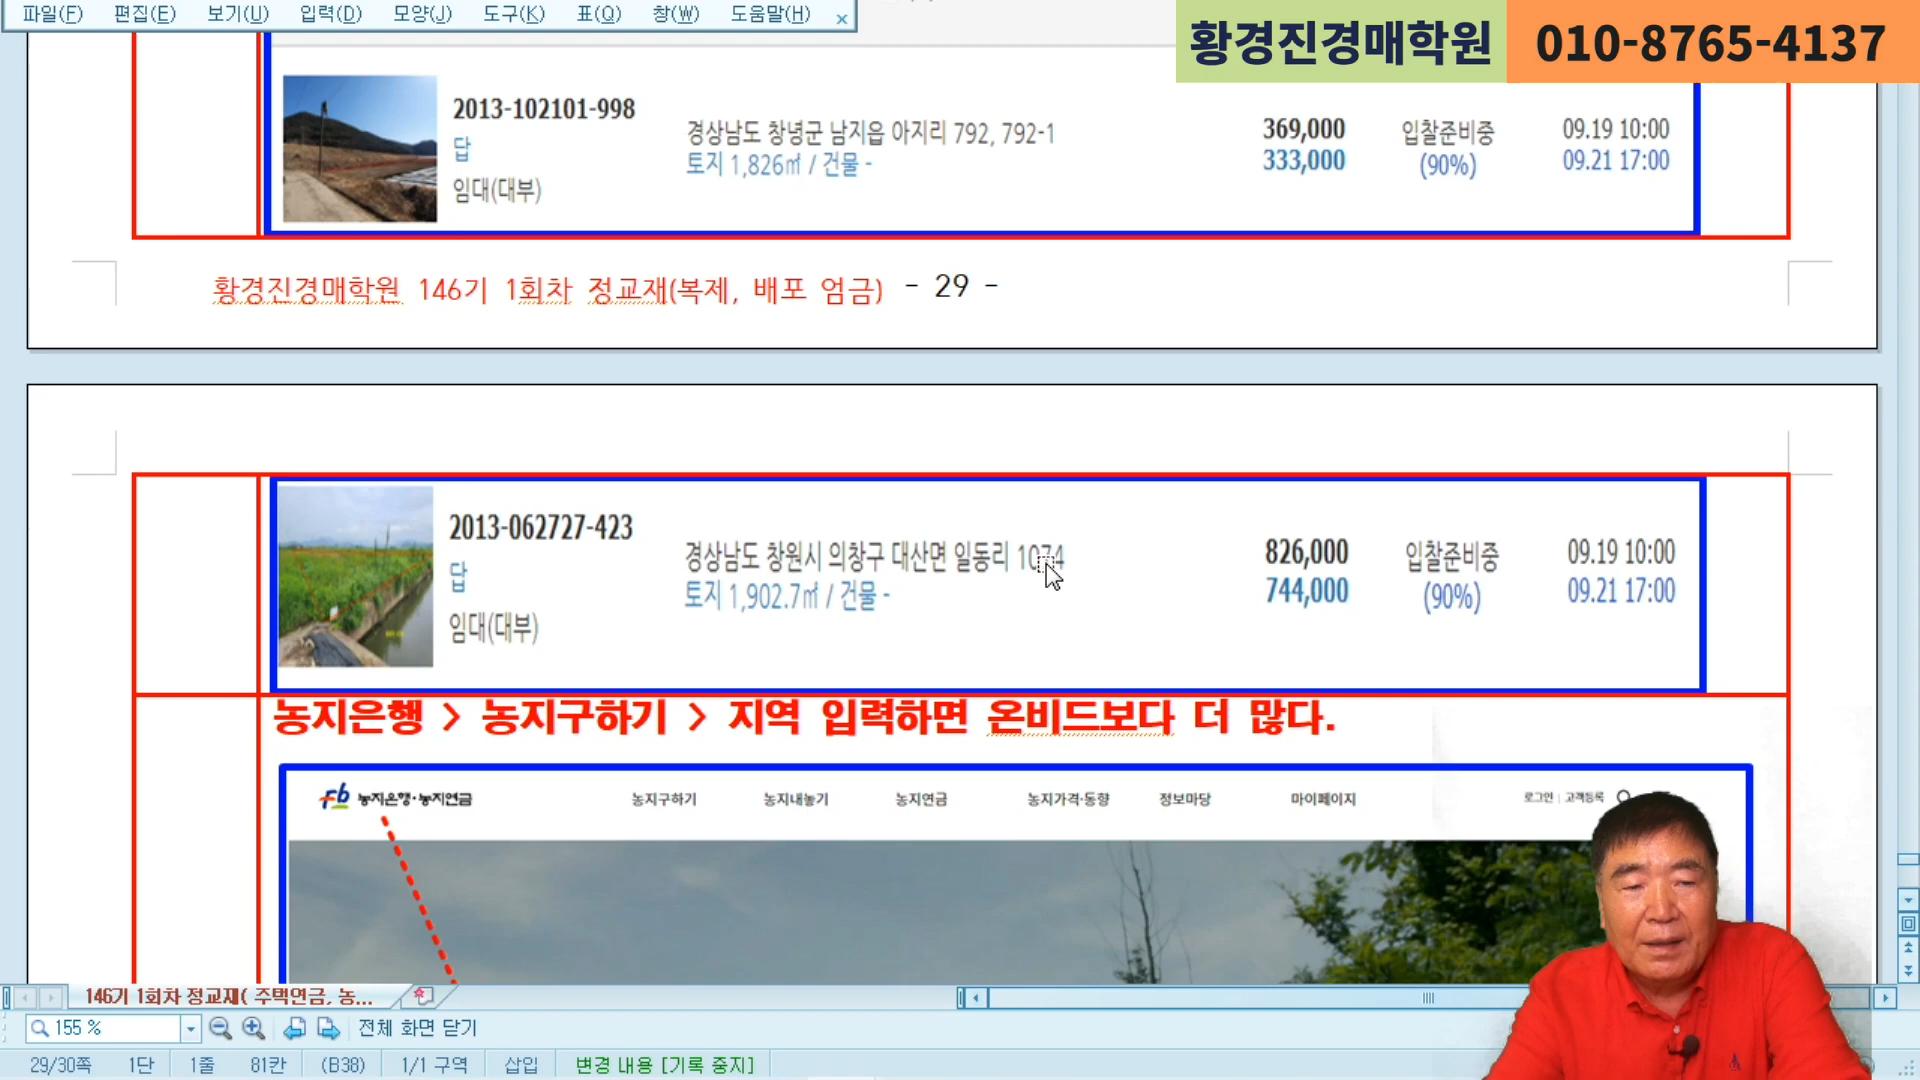 파일(F) 편집(E) 보기(U) 입력(D) 모양(J) 도구(K) 표(Q) 창(W) 도움말(H) x
황경진경매학원 010-8765-4137
2013-102101-998
답
임대(대부)
경상남도 창녕군 남지읍 아지리 792, 792-1
토지 1,826㎡ / 건물 -
369,000
333,000
입찰준비중
(90%)
09.19 10:00
09.21 17:00
황경진경매학원 146기 1회차 정교재(복제, 배포 엄금) - 29 -
2013-062727-423
답
임대(대부)
경상남도 창원시 의창구 대산면 일동리 1074
토지 1,902.7㎡ / 건물 -
826,000
744,000
입찰준비중
(90%)
09.19 10:00
09.21 17:00
농지은행 > 농지구하기 > 지역 입력하면 온비드보다 더 많다.
fb 농지은행·농지연금 농지구하기 농지내놓기 농지연금 농지가격·동향 정보마당 마이페이지 로그인 | 고객등록
146기 1회차 정교재( 주택연금, 농...
155 % 전체 화면 닫기
29/30쪽 1단 1줄 81칸 (B38) 1/1 구역 삽입 변경 내용 [기록 중지]